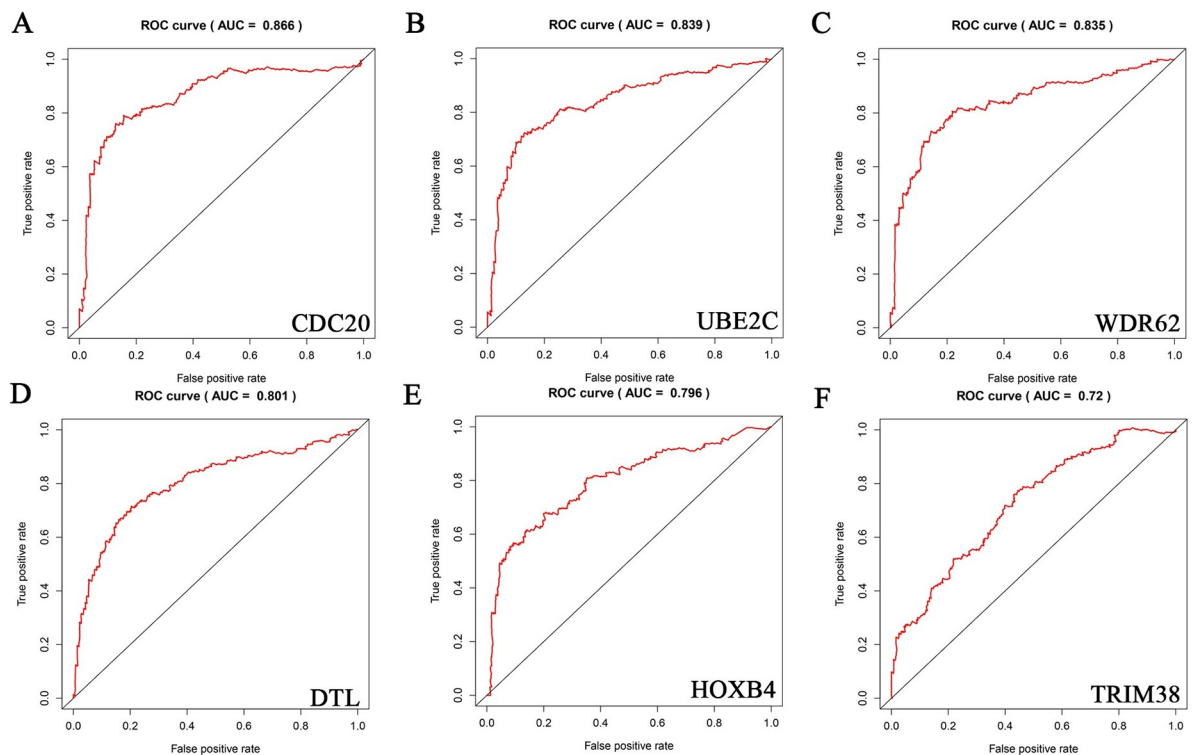 A
ROC curve ( AUC = 0.866 )
True positive rate
0.0 0.2 0.4 0.6 0.8 1.0
CDC20
0.0 0.2 0.4 0.6 0.8 1.0
False positive rate
B
ROC curve ( AUC = 0.839 )
True positive rate
0.0 0.2 0.4 0.6 0.8 1.0
UBE2C
0.0 0.2 0.4 0.6 0.8 1.0
False positive rate
C
ROC curve ( AUC = 0.835 )
True positive rate
0.0 0.2 0.4 0.6 0.8 1.0
WDR62
0.0 0.2 0.4 0.6 0.8 1.0
False positive rate
D
ROC curve ( AUC = 0.801 )
True positive rate
0.0 0.2 0.4 0.6 0.8 1.0
DTL
0.0 0.2 0.4 0.6 0.8 1.0
False positive rate
E
ROC curve ( AUC = 0.796 )
True positive rate
0.0 0.2 0.4 0.6 0.8 1.0
HOXB4
0.0 0.2 0.4 0.6 0.8 1.0
False positive rate
F
ROC curve ( AUC = 0.72 )
True positive rate
0.0 0.2 0.4 0.6 0.8 1.0
TRIM38
0.0 0.2 0.4 0.6 0.8 1.0
False positive rate